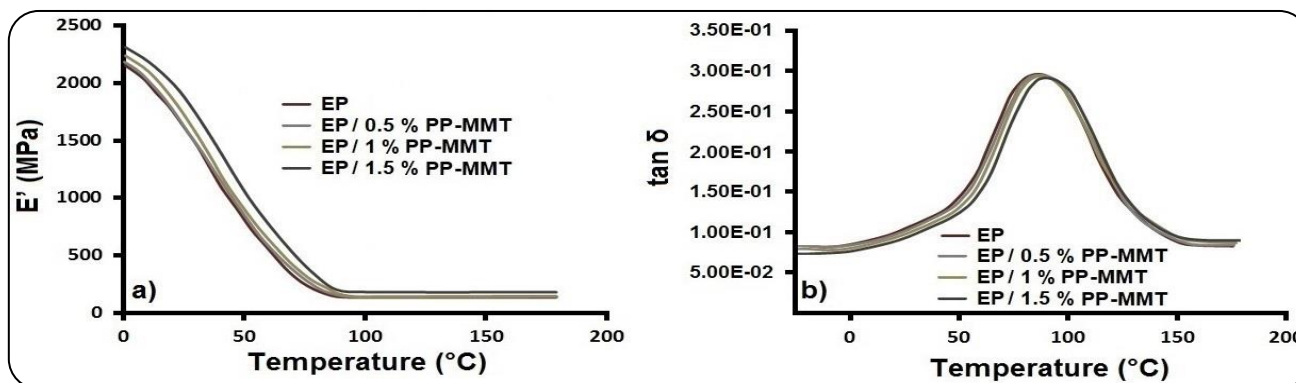 2500
2000
1500
1000
500
0
E' (MPa)
EP
EP / 0.5 % PP-MMT
EP / 1 % PP-MMT
EP / 1.5 % PP-MMT
a)
0 50 100 150 200
Temperature (°C)
3.50E-01
3.00E-01
2.50E-01
2.00E-01
1.50E-01
1.00E-01
5.00E-02
tan δ
EP
EP / 0.5 % PP-MMT
EP / 1 % PP-MMT
EP / 1.5 % PP-MMT
b)
0 50 100 150 200
Temperature (°C)